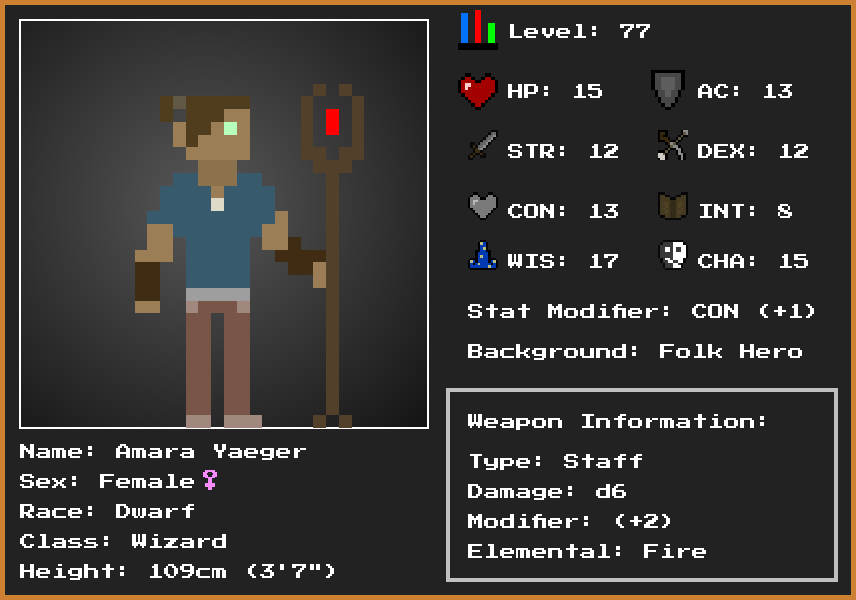 Level: 77
HP: 15 AC: 13
STR: 12 DEX: 12
CON: 13 INT: 8
WIS: 17 CHA: 15
Stat Modifier: CON (+1)
Background: Folk Hero
Weapon Information:
Type: Staff
Damage: d6
Modifier: (+2)
Elemental: Fire
Name: Amara Yaeger
Sex: Female♀
Race: Dwarf
Class: Wizard
Height: 109cm (3'7")